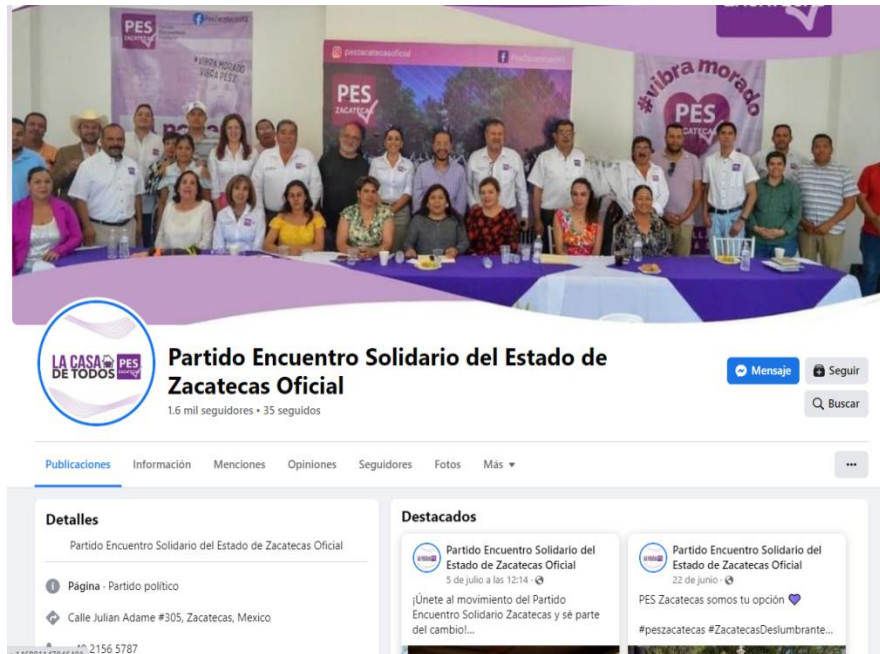 PES
PesZacatecasMX
#VIBRA MORADO
VIBRA PES
peszacatecasoficial
PES
ZACATECAS
#vibra morado
PES
ZACATECAS
LA CASA PES
DE TODOS
Partido Encuentro Solidario del Estado de
Zacatecas Oficial
1.6 mil seguidores • 35 seguidos
Mensaje
Seguir
Buscar
Publicaciones Información Menciones Opiniones Seguidores Fotos Más
Detalles
Partido Encuentro Solidario del Estado de Zacatecas Oficial
Página · Partido político
Calle Julian Adame #305, Zacatecas, Mexico
2156 5787
Destacados
Partido Encuentro Solidario del
Estado de Zacatecas Oficial
5 de julio a las 12:14 ·
¡Únete al movimiento del Partido
Encuentro Solidario Zacatecas y sé parte
del cambio!...
Partido Encuentro Solidario del
Estado de Zacatecas Oficial
22 de junio ·
PES Zacatecas somos tu opción 💜
#peszacatecas #ZacatecasDeslumbrante...